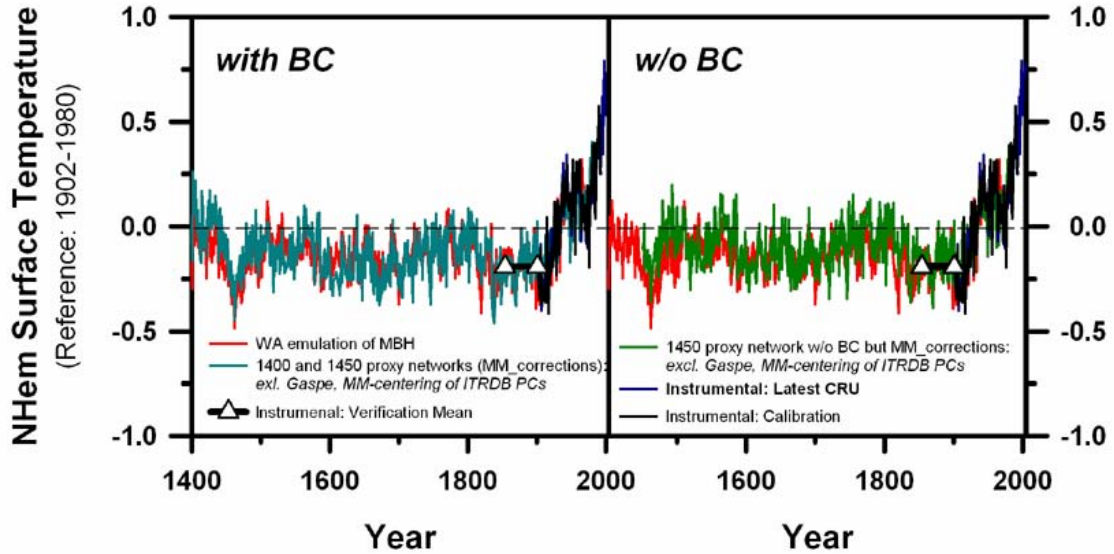 NHem Surface Temperature
(Reference: 1902-1980)
1.0
0.5
0.0
-0.5
-1.0
with BC
WA emulation of MBH
1400 and 1450 proxy networks (MM_corrections):
exl. Gaspe, MM-centering of ITRDB PCs
Instrumenal: Verification Mean
w/o BC
1450 proxy network w/o BC but MM_corrections:
excl. Gaspe, MM-centering of ITRDB PCs
Instrumental: Latest CRU
Instrumental: Calibration
1.0
0.5
0.0
-0.5
-1.0
1400 1600 1800 2000 1600 1800 2000
Year Year